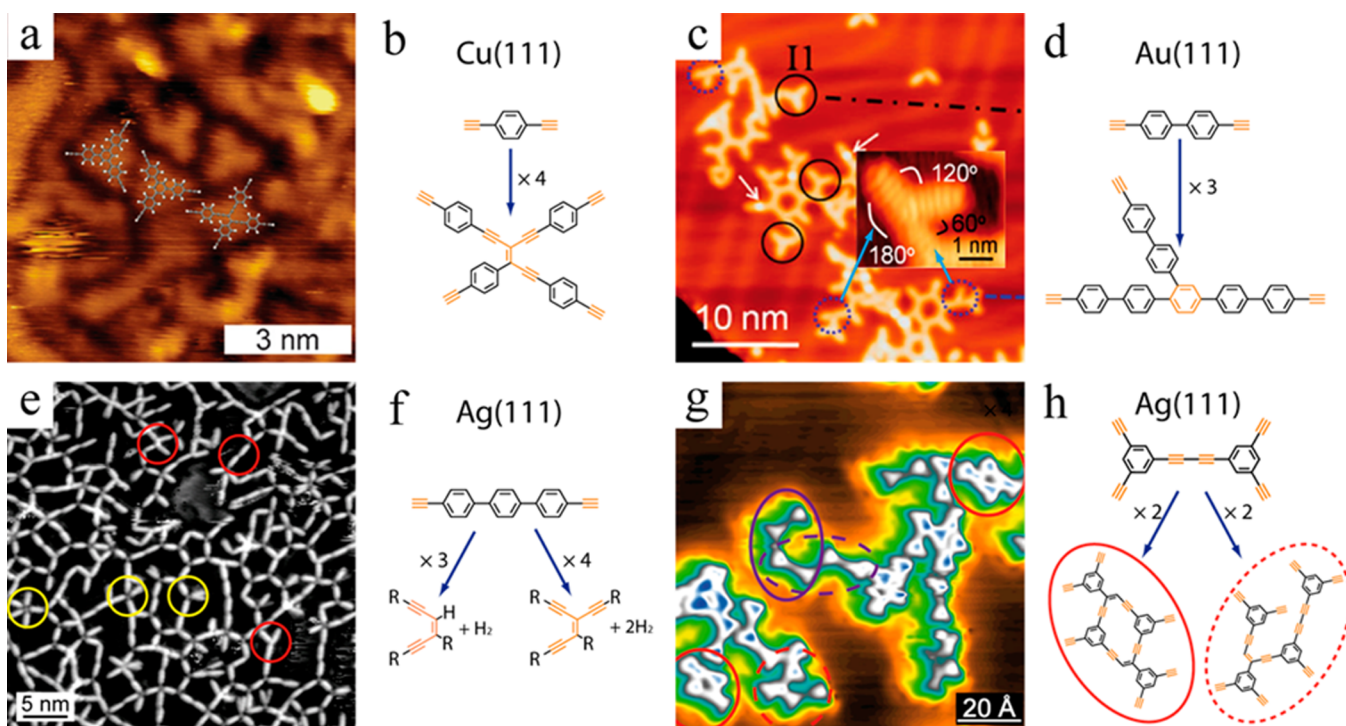 a
3 nm
b
Cu(111)
× 4
c
I1
120°
60°
1 nm
180°
10 nm
d
Au(111)
× 3
e
5 nm
f
Ag(111)
× 3
× 4
R
H
R
R
+ H₂
R
R
R
R
+ 2H₂
g
× 4
20 Å
h
Ag(111)
× 2
× 2